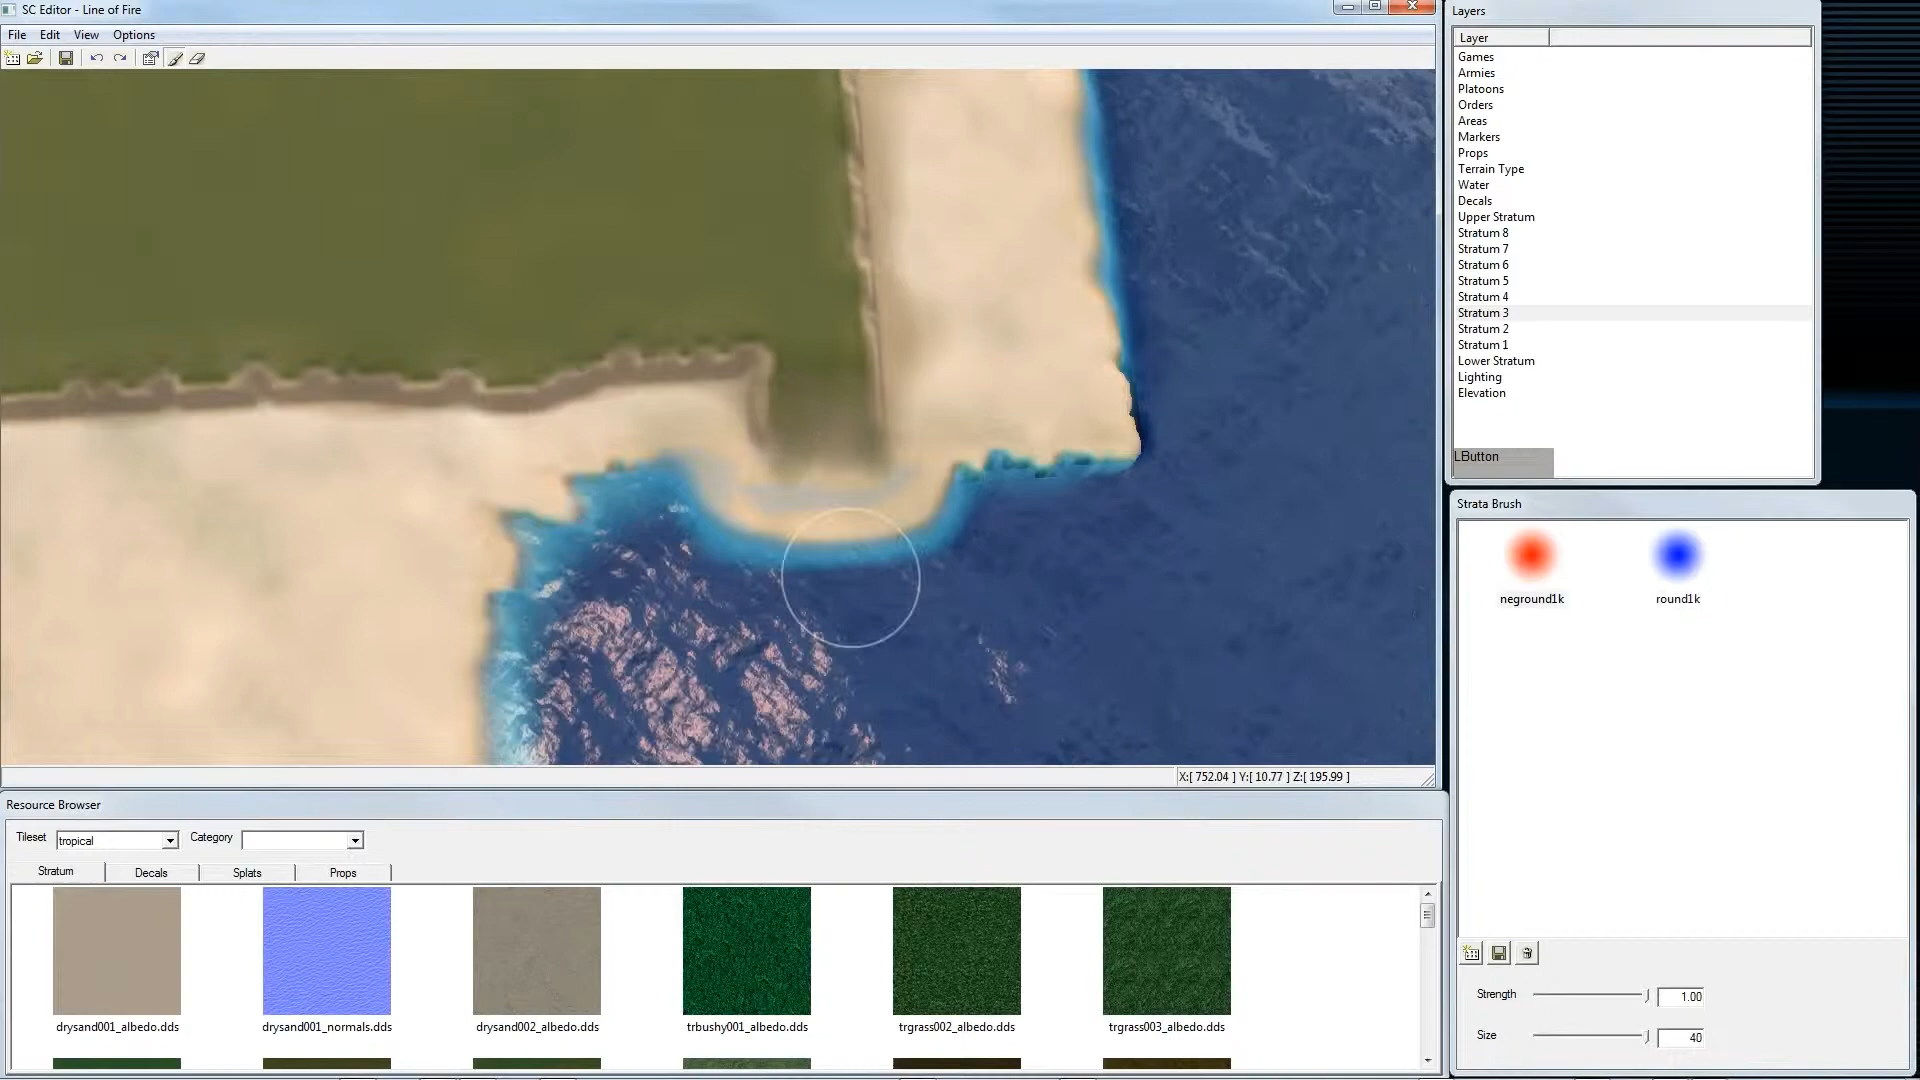 SC Editor - Line of Fire
File Edit View Options
X:[ 752.04 ] Y:[ 10.77 ] Z:[ 195.99 ]
Layers
Layer
Games
Armies
Platoons
Orders
Areas
Markers
Props
Terrain Type
Water
Decals
Upper Stratum
Stratum 8
Stratum 7
Stratum 6
Stratum 5
Stratum 4
Stratum 3
Stratum 2
Stratum 1
Lower Stratum
Lighting
Elevation
LButton
Strata Brush
neground1k round1k
Strength 1.00
Size 40
Resource Browser
Tileset tropical Category
Stratum Decals Splats Props
drysand001_albedo.dds drysand001_normals.dds drysand002_albedo.dds trbushy001_albedo.dds trgrass002_albedo.dds trgrass003_albedo.dds